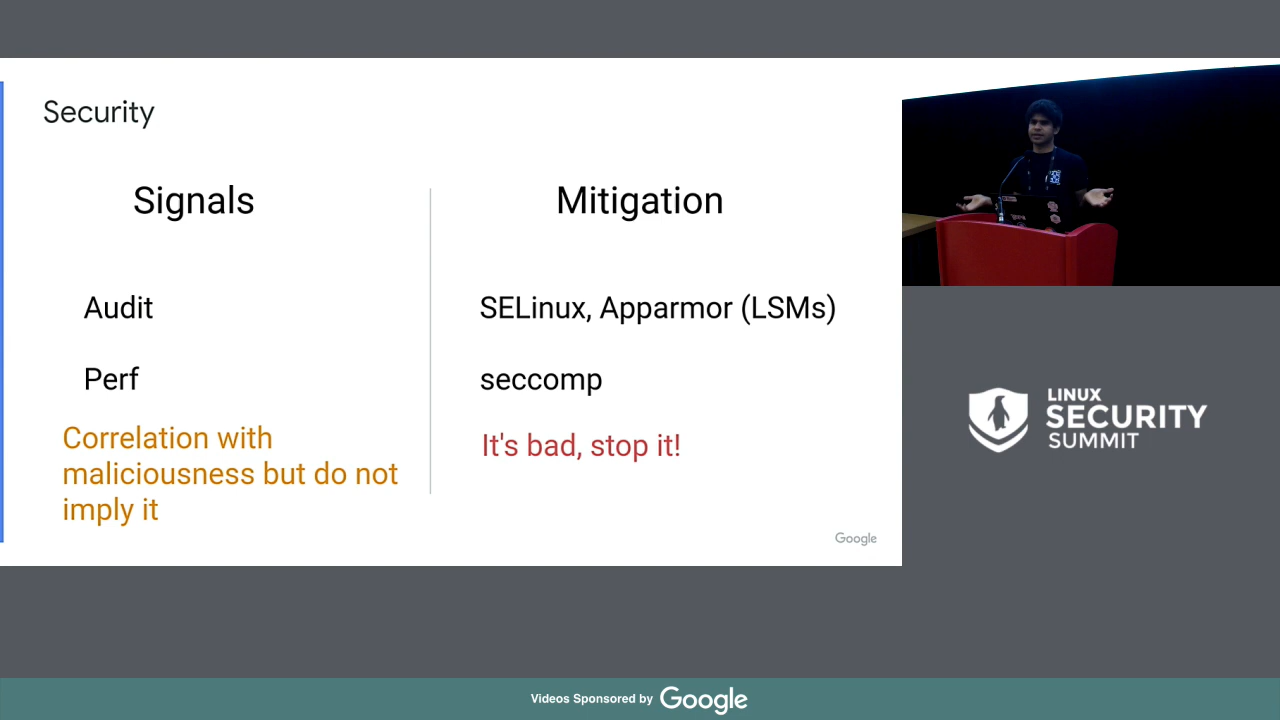 Security
Signals
Mitigation
Audit
SELinux, Apparmor (LSMs)
Perf
seccomp
Correlation with
maliciousness but do not
imply it
It's bad, stop it!
Google
LINUX
SECURITY
SUMMIT
Videos Sponsored by Google